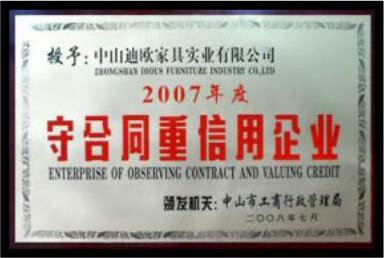 授予：中山迪欧家具实业有限公司
ZHONGSHAN DIOUS FURNITURE INDUSTRY CO.,LTD
2007年度
守合同重信用企业
ENTERPRISE OF OBSERVING CONTRACT AND VALUING CREDIT
颁发机关：中山市工商行政管理局
二〇〇八年七月